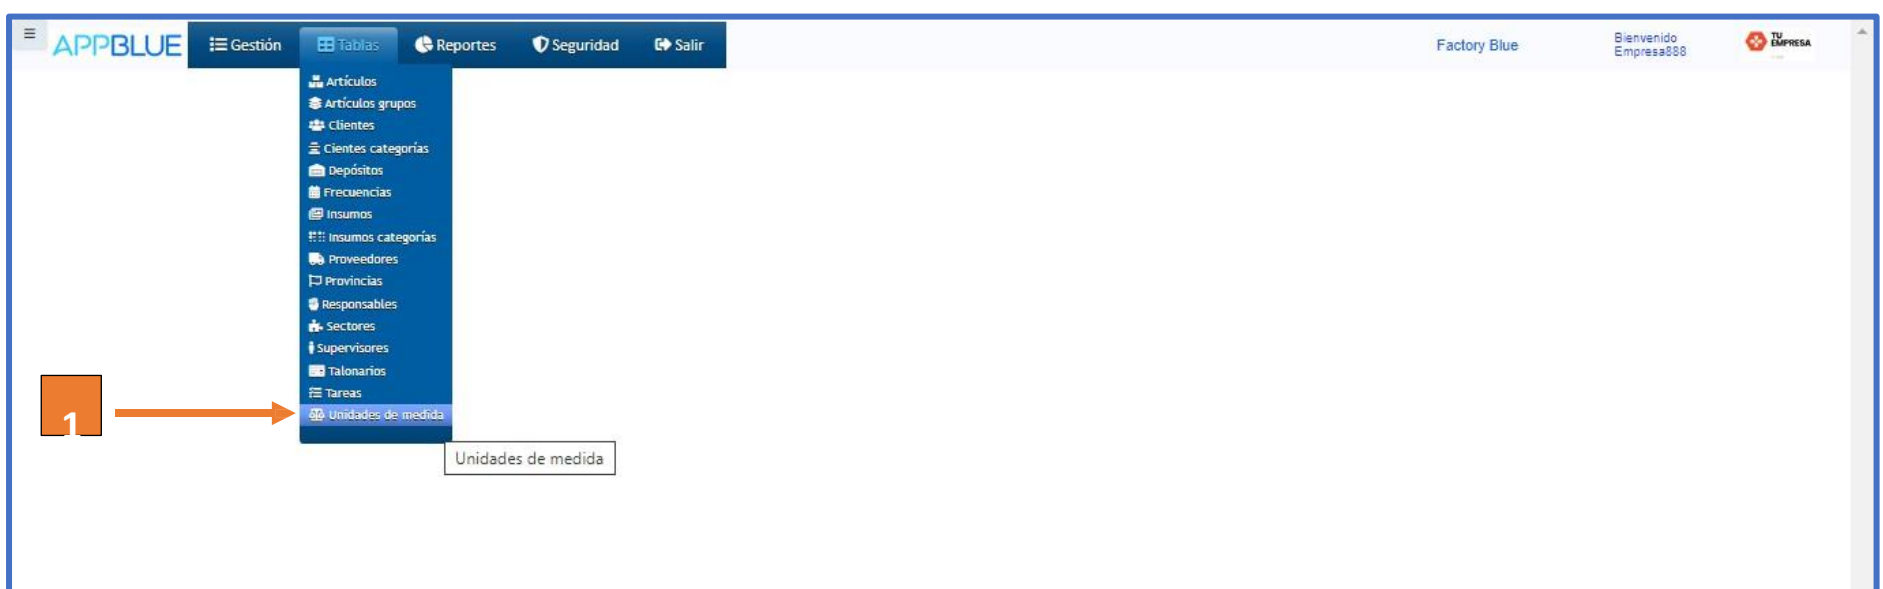 ≡ APPBLUE Gestión Tablas Reportes Seguridad Salir Factory Blue Bienvenido Empresa888 TU EMPRESA
Artículos
Artículos grupos
Clientes
Cientes categorías
Depósitos
Frecuencias
Insumos
Insumos categorías
Proveedores
Provincias
Responsables
Sectores
Supervisores
Talonarios
Tareas
1
Unidades de medida
Unidades de medida